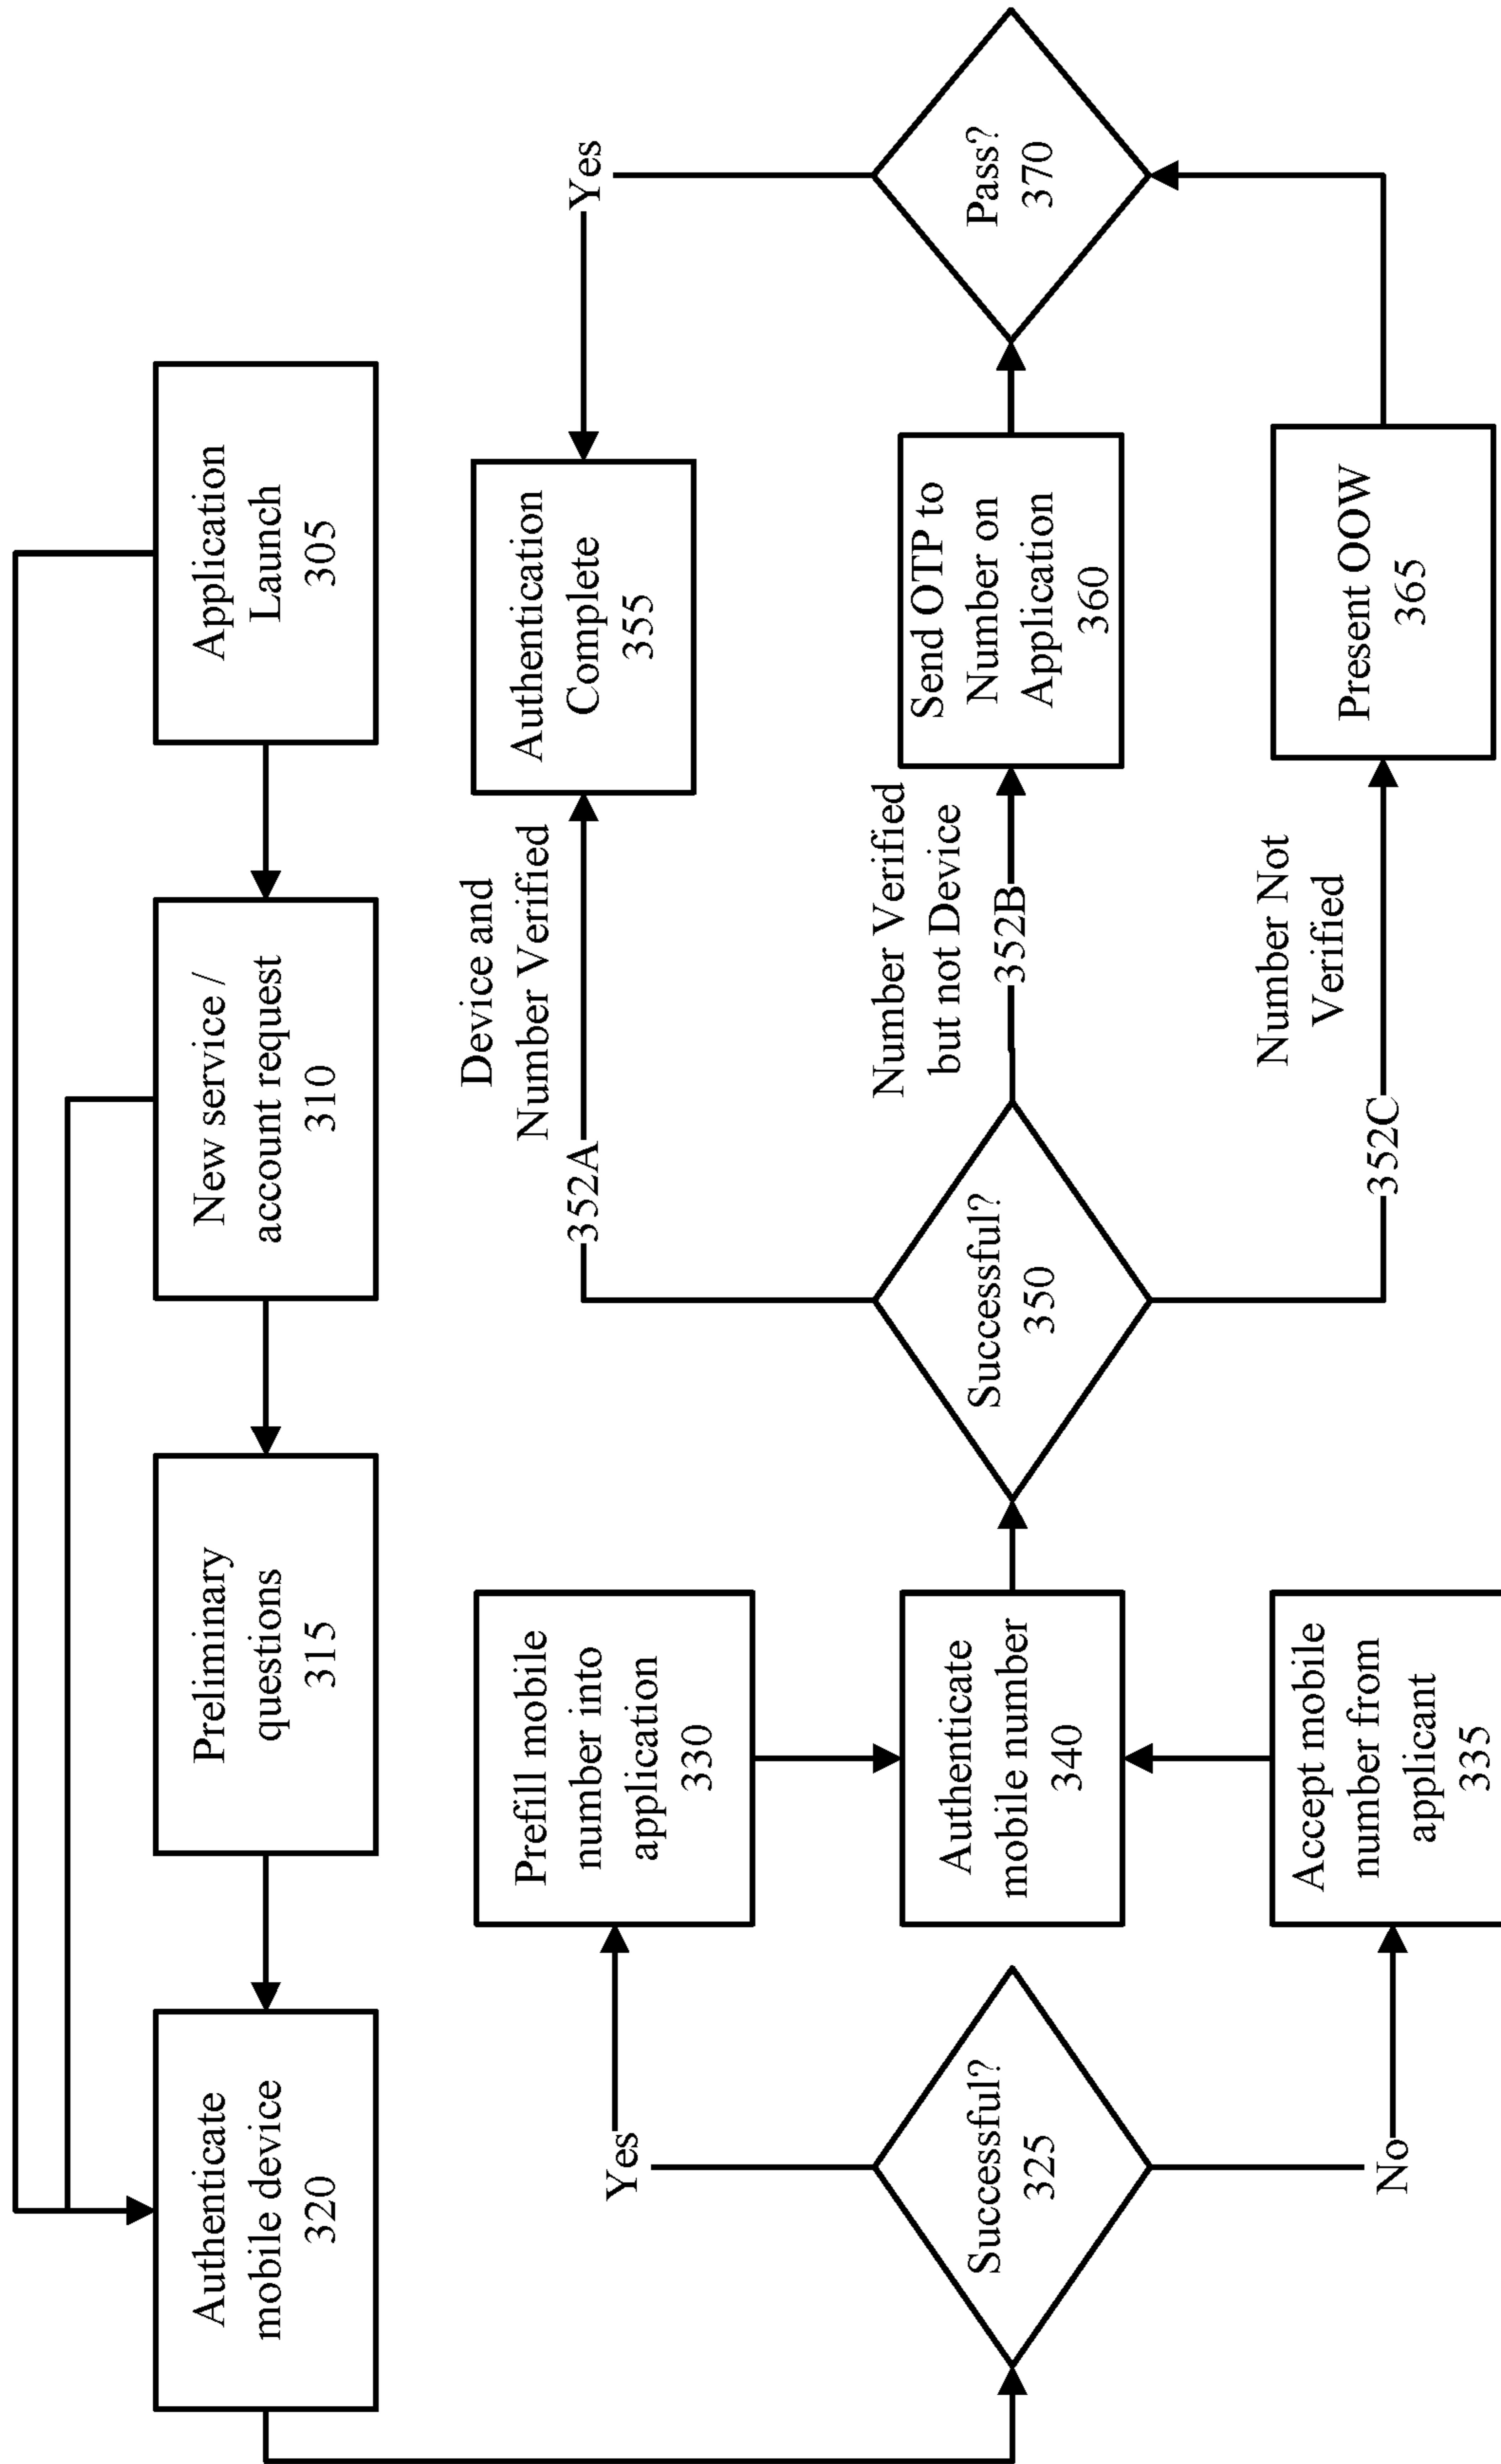 Application
Launch
305
New service /
account request
310
Preliminary
questions
315
Authenticate
mobile device
320
Successful?
325
Yes
No
Prefill mobile
number into
application
330
Accept mobile
number from
applicant
335
Authenticate
mobile number
340
Successful?
350
352A
Device and
Number Verified
352B
Number Verified
but not Device
352C
Number Not
Verified
Authentication
Complete
355
Send OTP to
Number on
Application
360
Present OOW
365
Pass?
370
Yes